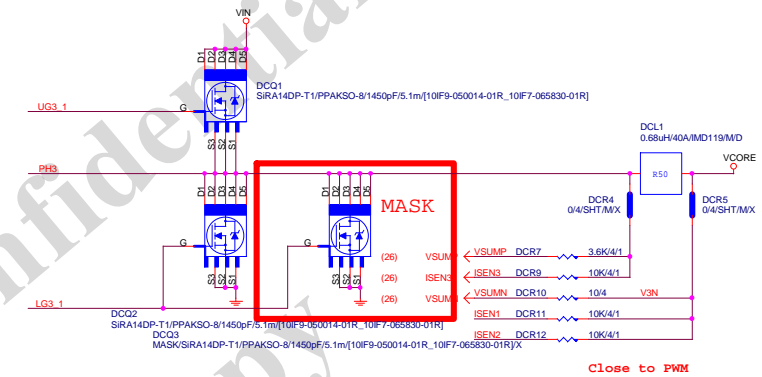 VIN
D1
D2
D3
D4
D5
DCQ1
SiRA14DP-T1/PPAKSO-8/1450pF/5.1m/[10IF9-050014-01R_10IF7-065830-01R]
UG3_1
G
S3
S2
S1
DCL1
0.68uH/40A/IMD119/M/D
VCORE
PH3
R50
D1
D2
D3
D4
D5
D1
D2
D3
D4
D5
MASK
DCR4
0/4/SHT/M/X
DCR5
0/4/SHT/M/X
G
G
(26)
VSUMP
VSUMP
DCR7
3.6K/4/1
S3
S2
S1
S3
S2
S1
(26)
ISEN3
ISEN3
DCR9
10K/4/1
(26)
VSUMN
VSUMN
DCR10
10/4
V3N
LG3_1
DCQ2
SiRA14DP-T1/PPAKSO-8/1450pF/5.1m/[10IF9-050014-01R_10IF7-065830-01R]
ISEN1
DCR11
10K/4/1
DCQ3
MASK/SiRA14DP-T1/PPAKSO-8/1450pF/5.1m/[10IF9-050014-01R_10IF7-065830-01R]/X
ISEN2
DCR12
10K/4/1
Close to PWM
nfidential
opy